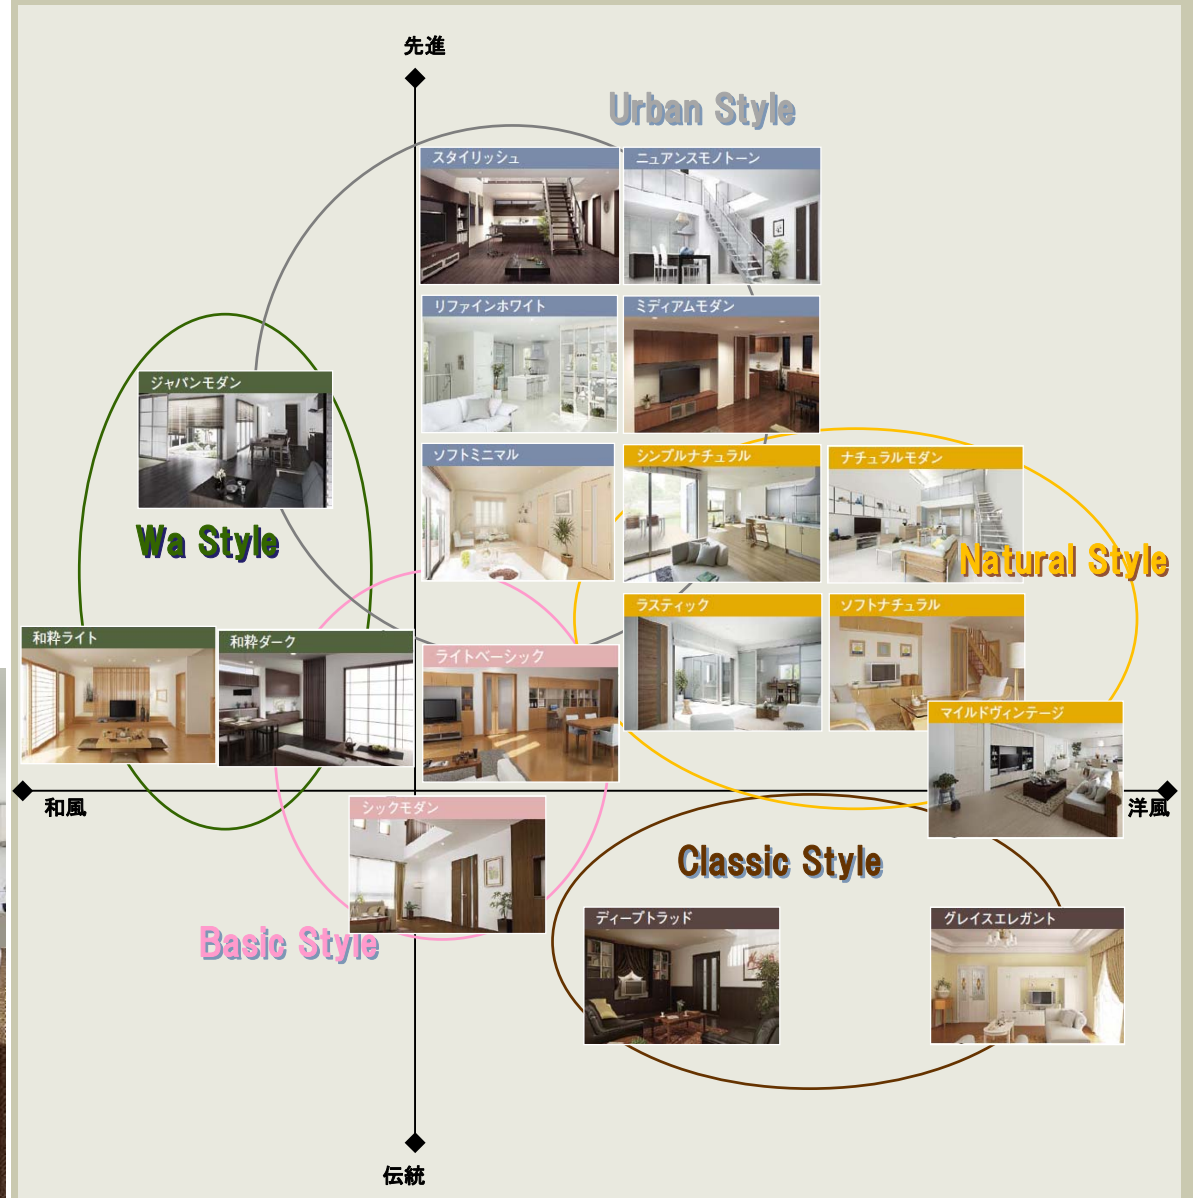 先進
Urban Style
スタイリッシュ
ニュアンスモノトーン
リファインホワイト
ミディアムモダン
ジャパンモダン
ソフトミニマル
シンプルナチュラル
ナチュラルモダン
Wa Style
Natural Style
和粋ライト
和粋ダーク
ライトベーシック
ラスティック
ソフトナチュラル
マイルドヴィンテージ
和風
洋風
シックモダン
Classic Style
ディープトラッド
グレイスエレガント
Basic Style
伝統